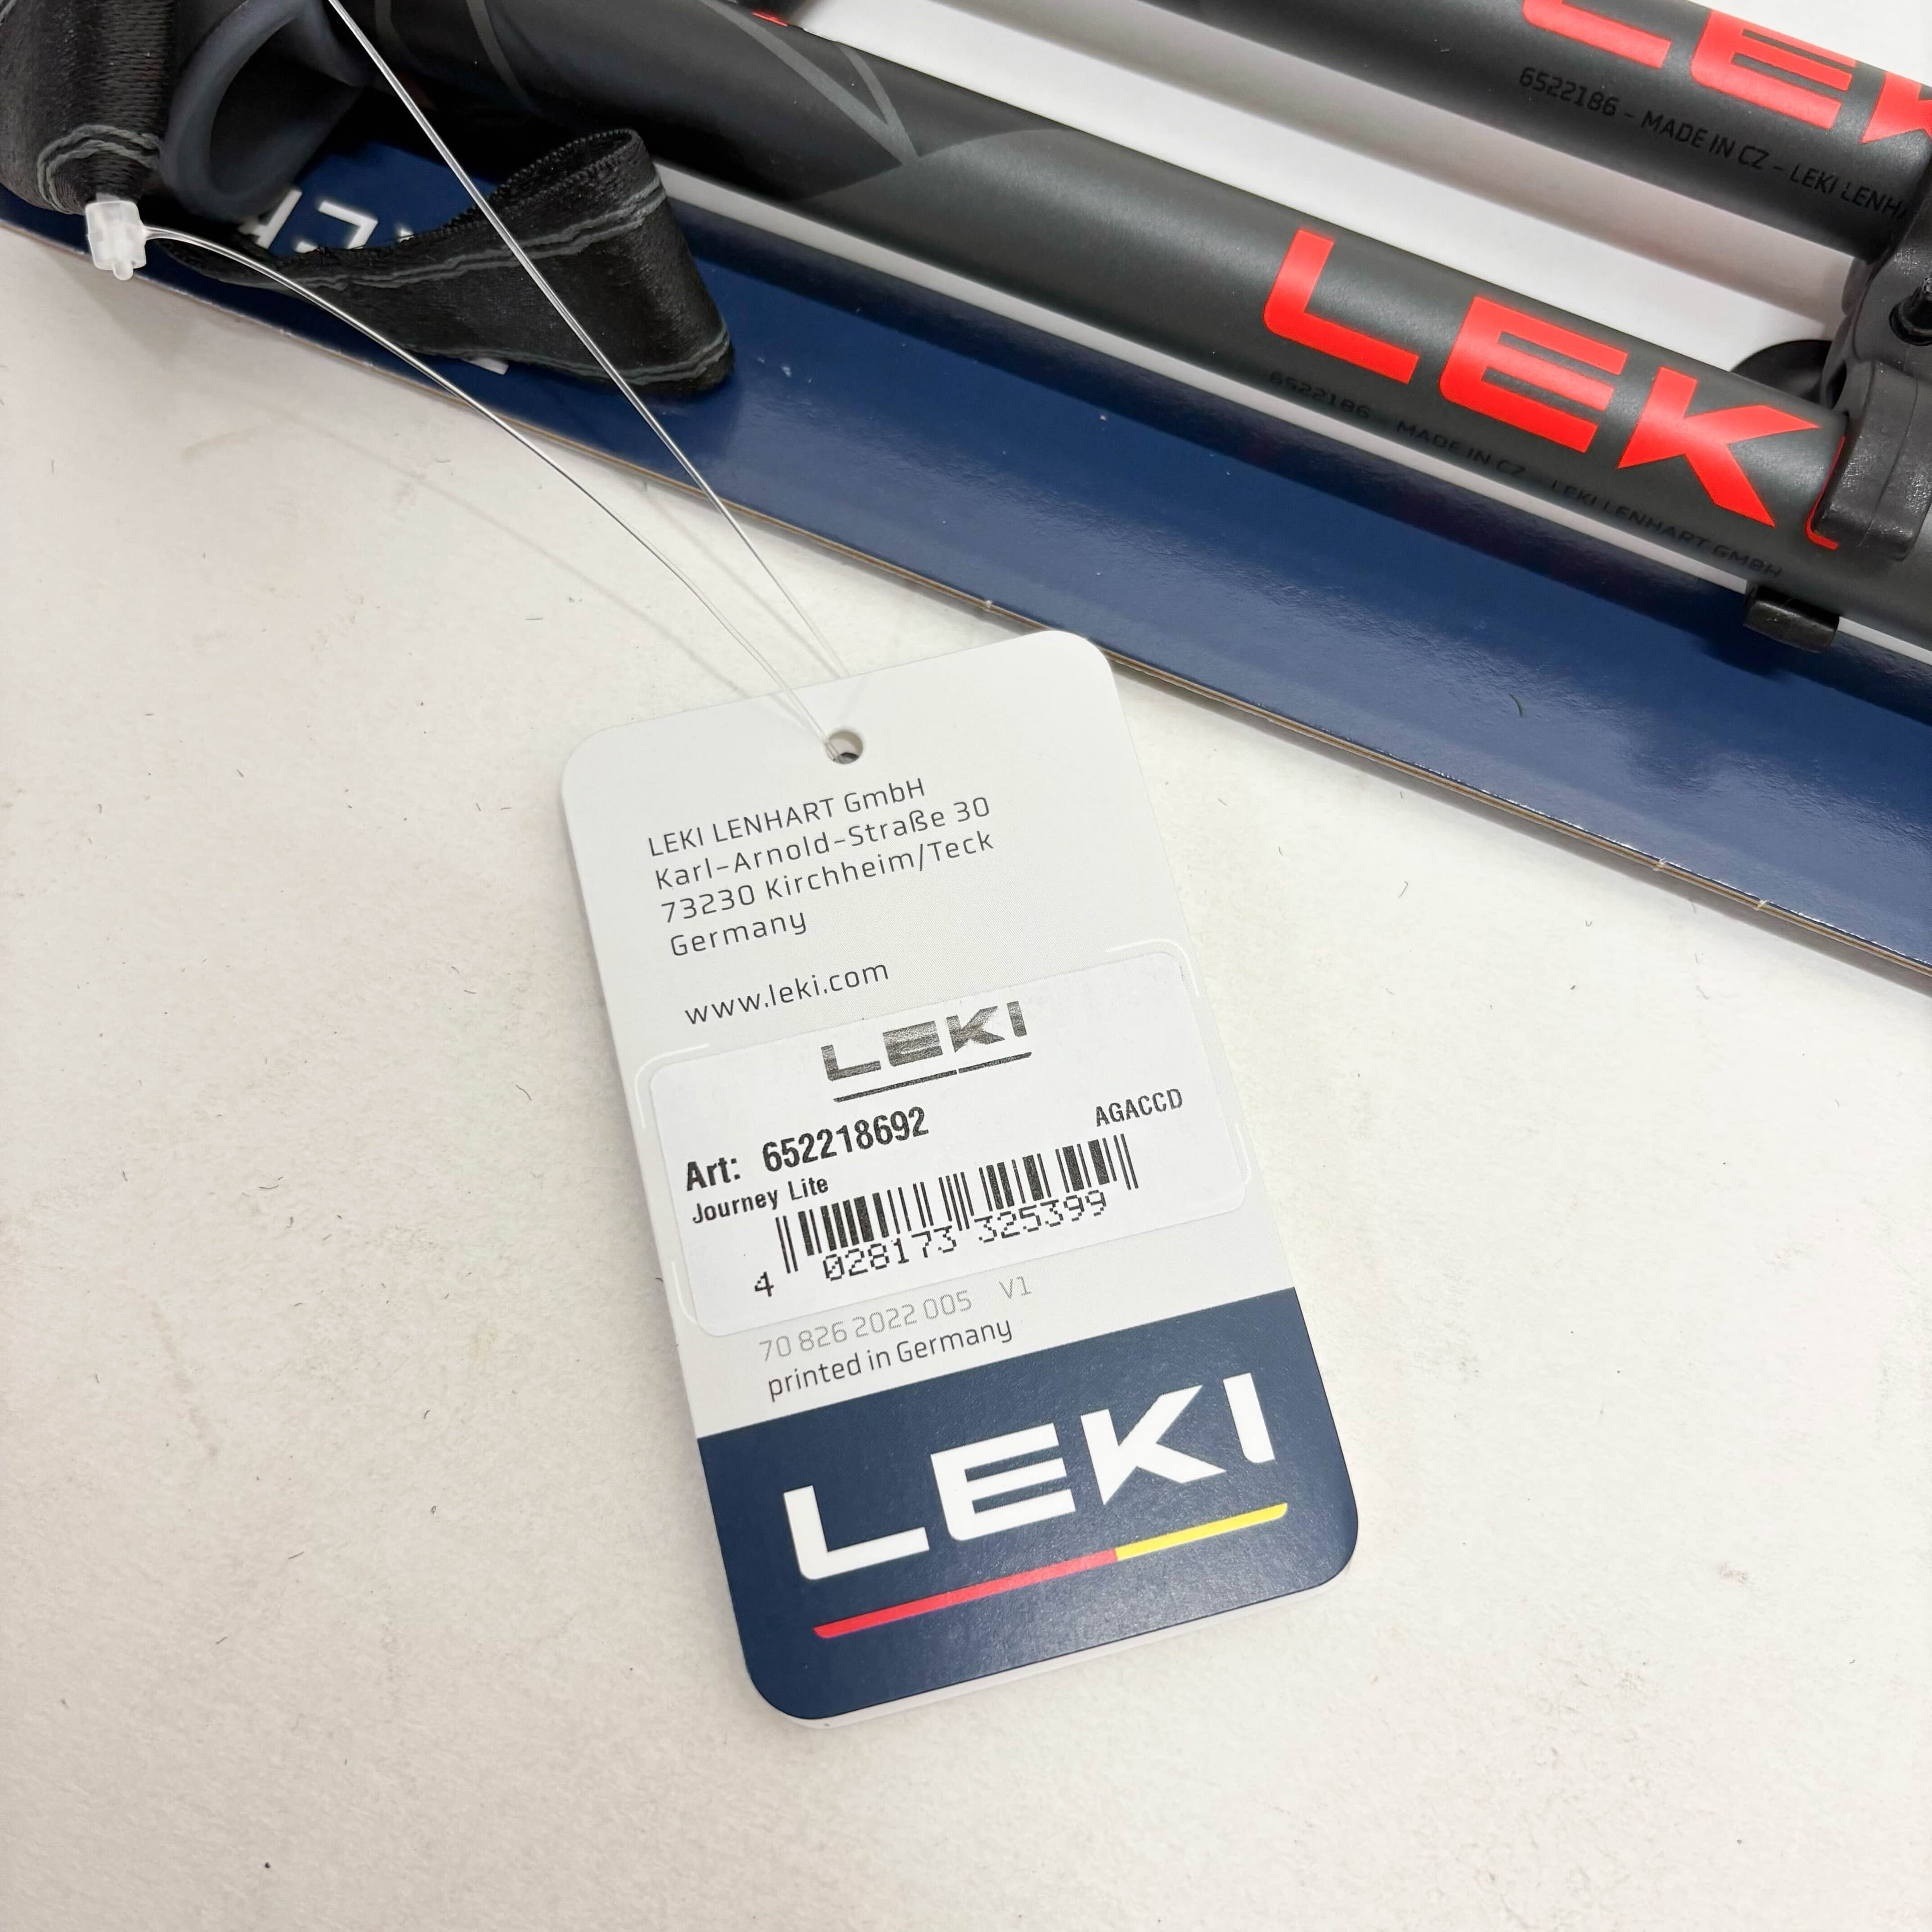 LEK
6522186 - MADE IN CZ - LEKI LENHA
LEKI
6522186 - MADE IN CZ - LEKI LENHART GMBH
LEKI LENHART GmbH
Karl-Arnold-Straße 30
73230 Kirchheim/Teck
Germany
www.leki.com
LEKI
Art: 652218692
AGACCD
Journey Lite
4 028173 325399
70 826 2022 005 V1
printed in Germany
LEKI